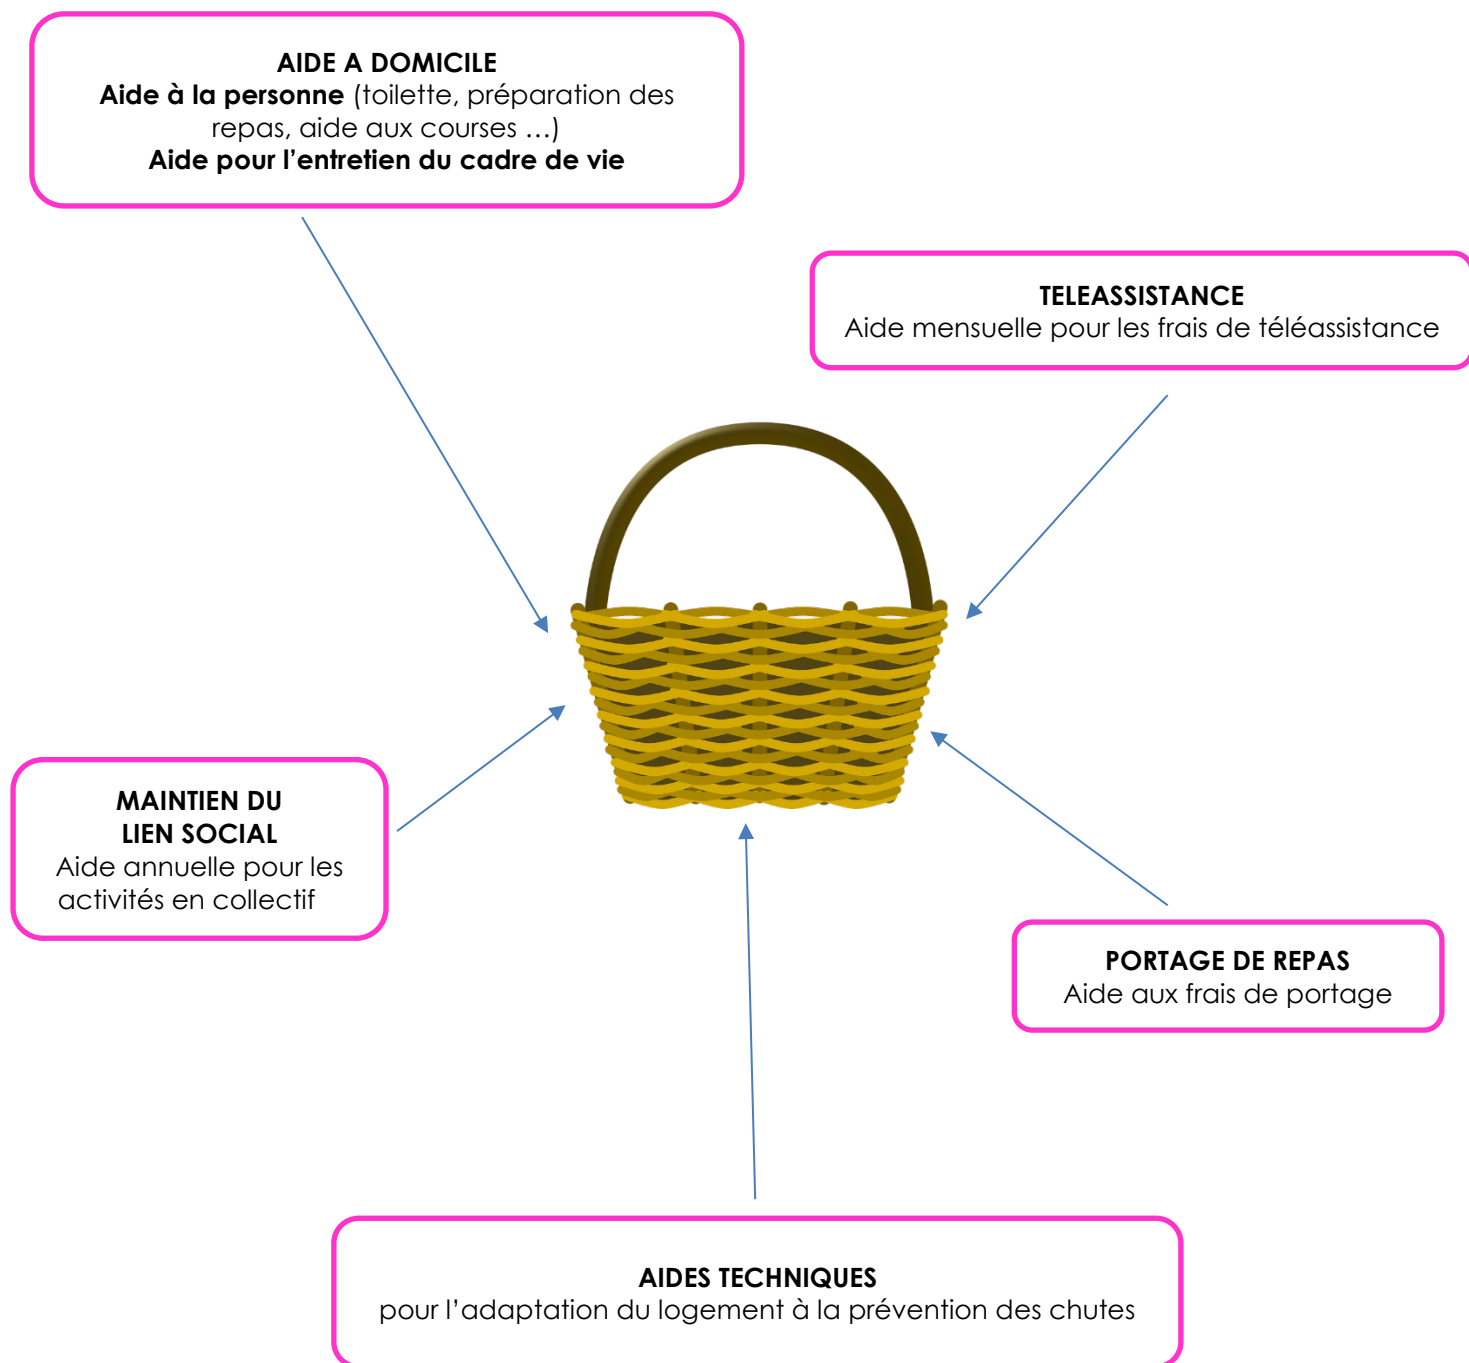 AIDE A DOMICILE
Aide à la personne (toilette, préparation des
repas, aide aux courses …)
Aide pour l’entretien du cadre de vie
TELEASSISTANCE
Aide mensuelle pour les frais de téléassistance
MAINTIEN DU
LIEN SOCIAL
Aide annuelle pour les
activités en collectif
PORTAGE DE REPAS
Aide aux frais de portage
AIDES TECHNIQUES
pour l’adaptation du logement à la prévention des chutes